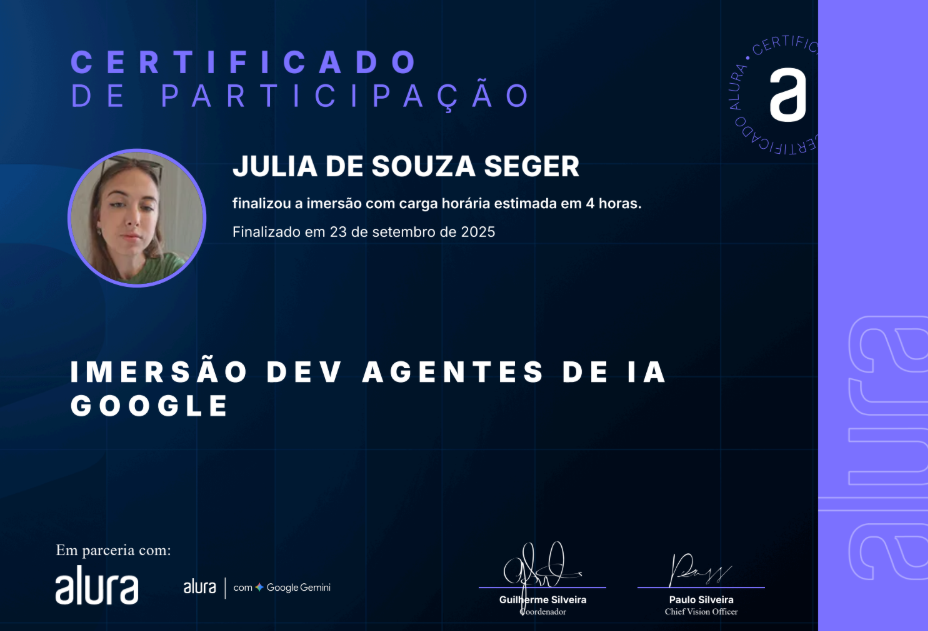 CERTIFICADO
DE PARTICIPAÇÃO
ALURA • CERTIFIC
CERTIFICADO
a
JULIA DE SOUZA SEGER
finalizou a imersão com carga horária estimada em 4 horas.
Finalizado em 23 de setembro de 2025
IMERSÃO DEV AGENTES DE IA
GOOGLE
Em parceria com:
alura
alura | com Google Gemini
Guilherme Silveira
Coordenador
Paulo Silveira
Chief Vision Officer
alura